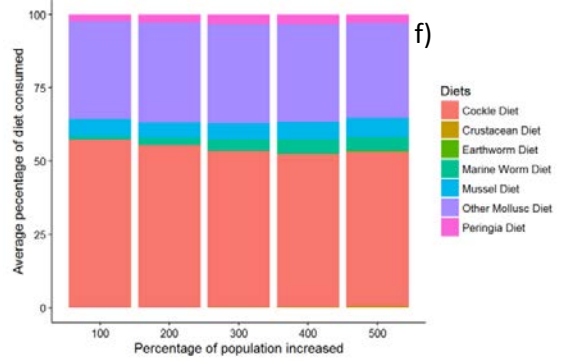 f)
Average pecentage of diet consumed
100
75
50
25
0
100 200 300 400 500
Percentage of population increased
Diets
Cockle Diet
Crustacean Diet
Earthworm Diet
Marine Worm Diet
Mussel Diet
Other Mollusc Diet
Peringia Diet